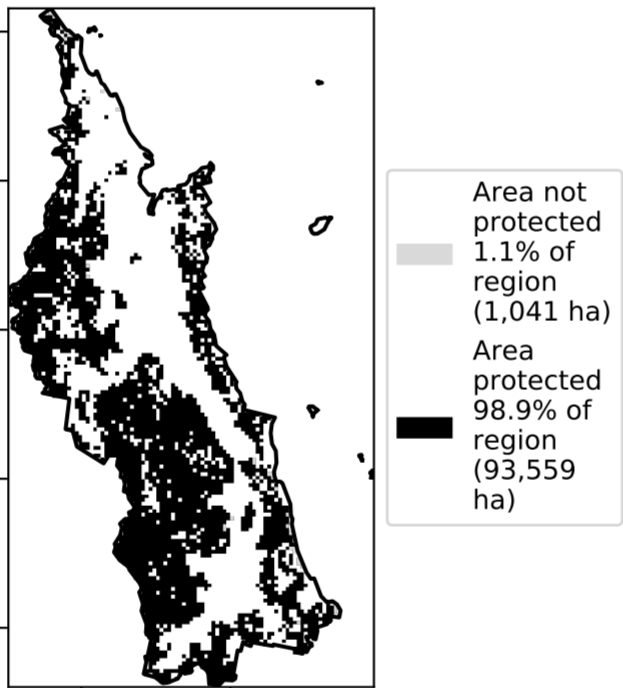 Area not
protected
1.1% of
region
(1,041 ha)
Area
protected
98.9% of
region
(93,559
ha)